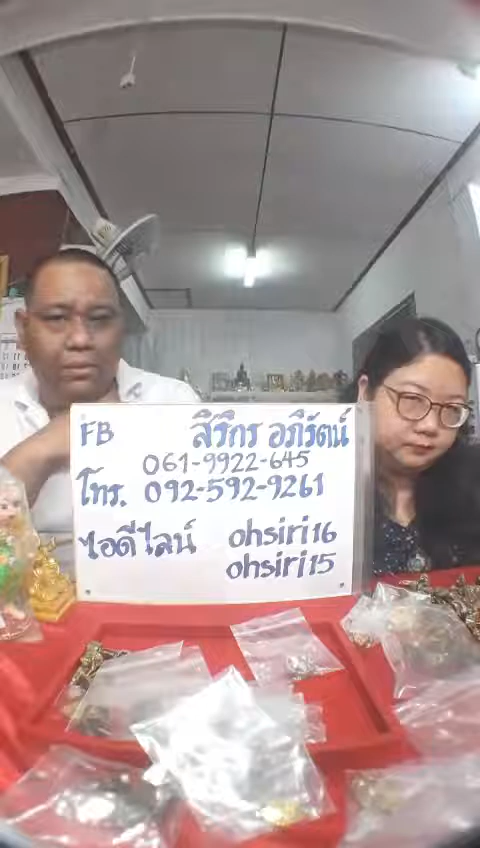 FB สิริกร อภิรัตน์
061-9922-645
โทร. 092-592-9261
ไอดีไลน์ ohsiri16
ohsiri15